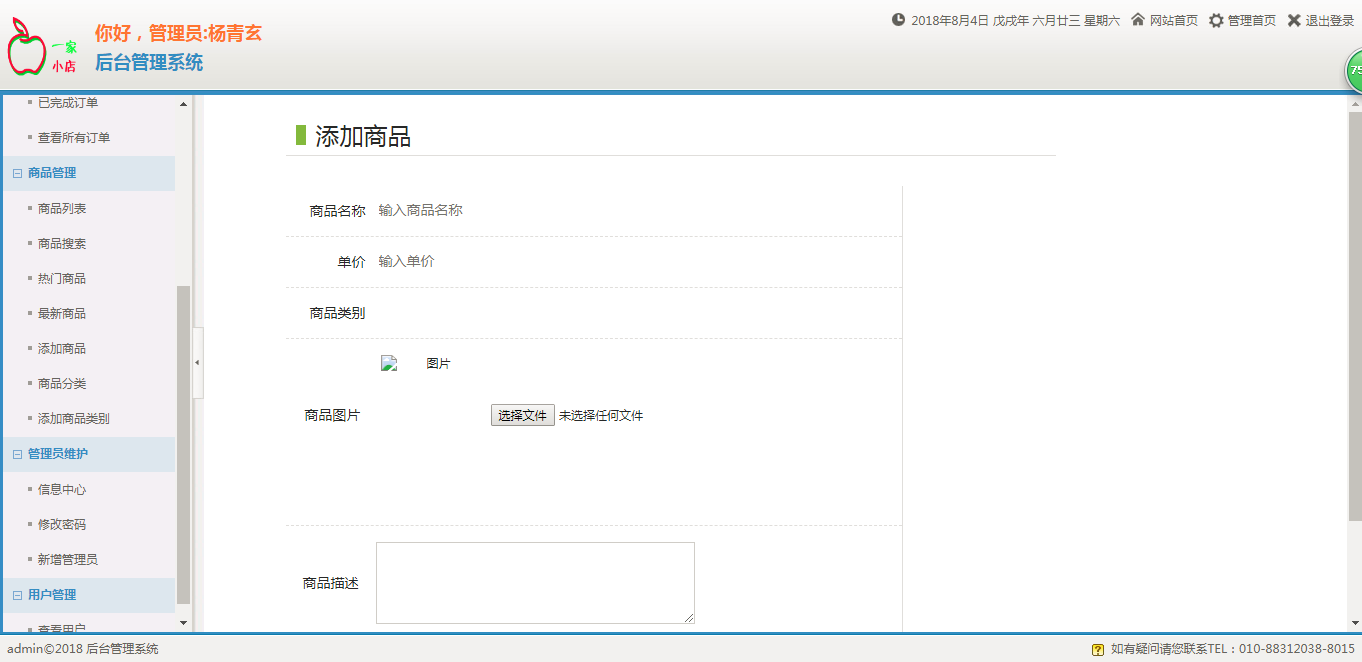 一家
小店
你好，管理员:杨青玄
后台管理系统
2018年8月4日 戊戌年 六月廿三 星期六 网站首页 管理首页 退出登录
75
已完成订单
查看所有订单
商品管理
商品列表
商品搜素
热门商品
最新商品
添加商品
商品分类
添加商品类别
管理员维护
信息中心
修改密码
新增管理员
用户管理
查看用户
添加商品
商品名称 输入商品名称
单价 输入单价
商品类别
图片
商品图片 选择文件 未选择任何文件
商品描述
admin©2018 后台管理系统
如有疑问请您联系TEL：010-88312038-8015